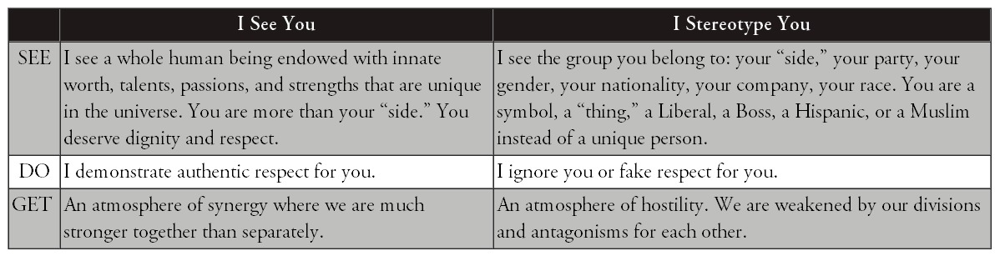 I See You
I Stereotype You
SEE
I see a whole human being endowed with innate
worth, talents, passions, and strengths that are unique
in the universe. You are more than your “side.” You
deserve dignity and respect.
I see the group you belong to: your “side,” your party, your
gender, your nationality, your company, your race. You are a
symbol, a “thing,” a Liberal, a Boss, a Hispanic, or a Muslim
instead of a unique person.
DO
I demonstrate authentic respect for you.
I ignore you or fake respect for you.
GET
An atmosphere of synergy where we are much
stronger together than separately.
An atmosphere of hostility. We are weakened by our divisions
and antagonisms for each other.